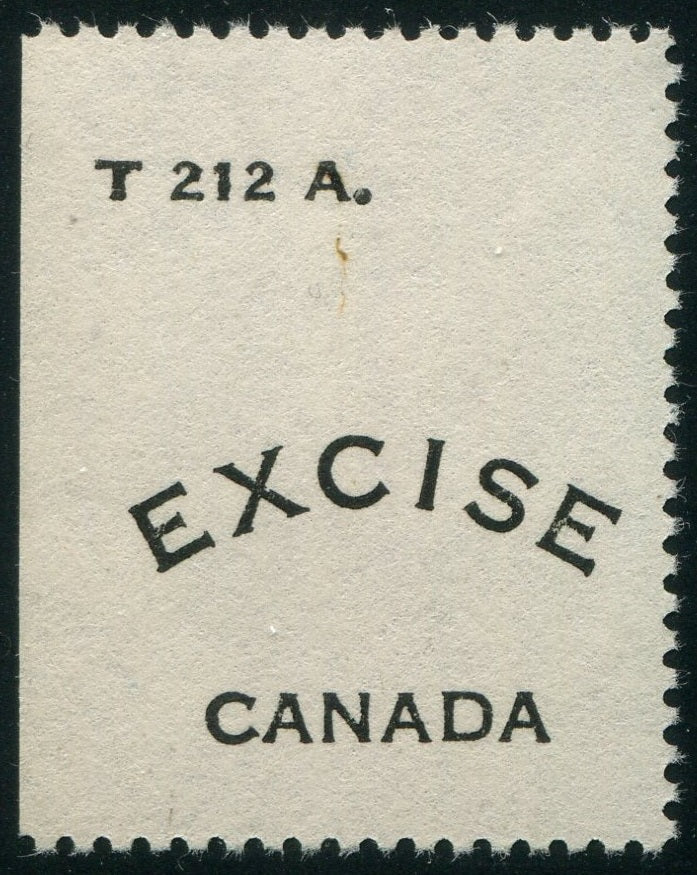 T 212 A.
EXCISE
CANADA